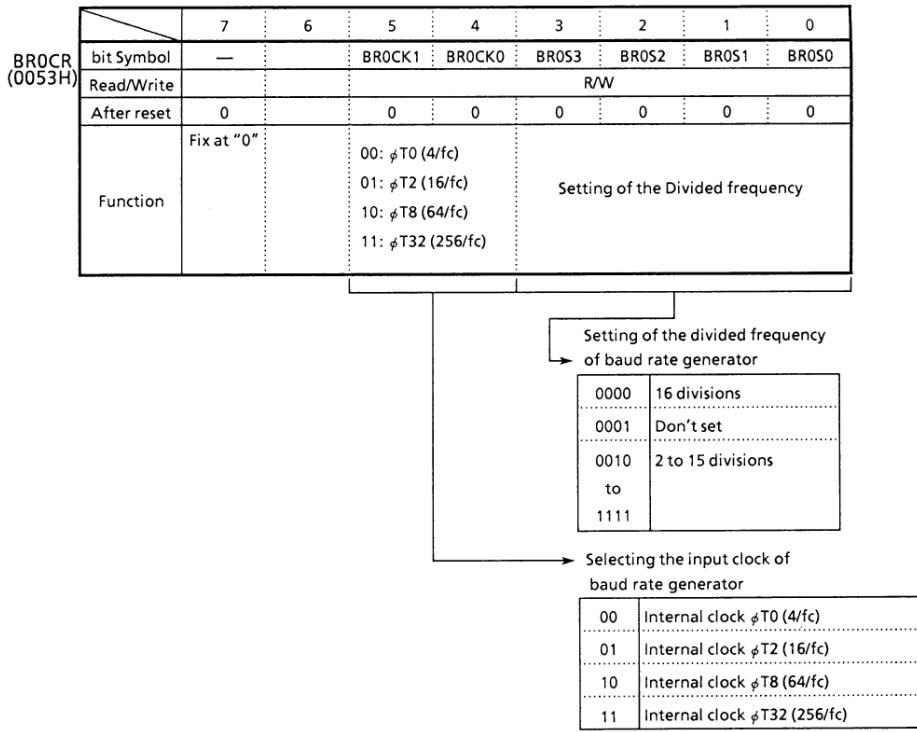 7 6 5 4 3 2 1 0
BR0CR (0053H)
bit Symbol — BR0CK1 BR0CK0 BR0S3 BR0S2 BR0S1 BR0S0
Read/Write R/W
After reset 0 0 0 0 0 0 0
Function
Fix at "0"
00: φT0 (4/fc)
01: φT2 (16/fc)
10: φT8 (64/fc)
11: φT32 (256/fc)
Setting of the Divided frequency
Setting of the divided frequency
of baud rate generator
0000 16 divisions
0001 Don't set
0010 2 to 15 divisions
to
1111
Selecting the input clock of
baud rate generator
00 Internal clock φT0 (4/fc)
01 Internal clock φT2 (16/fc)
10 Internal clock φT8 (64/fc)
11 Internal clock φT32 (256/fc)